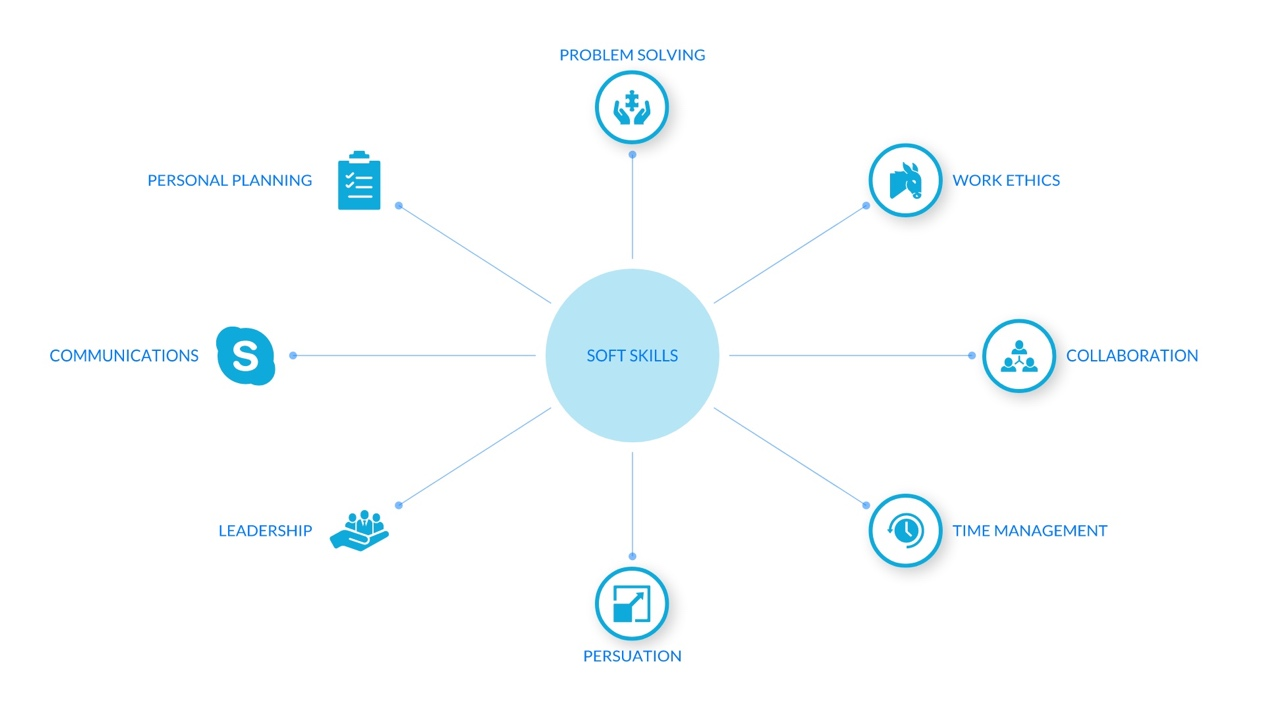 PROBLEM SOLVING
PERSONAL PLANNING
WORK ETHICS
COMMUNICATIONS
S
SOFT SKILLS
COLLABORATION
LEADERSHIP
TIME MANAGEMENT
PERSUATION